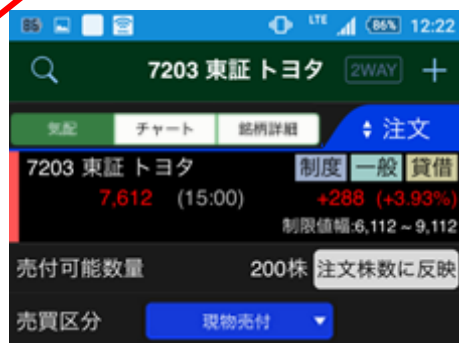 86 LTE 86% 12:22
7203 東証 トヨタ 2WAY
気配 チャート 銘柄詳細 注文
7203 東証 トヨタ 制度 一般 貸借
7,612 (15:00) +288 (+3.93%)
制限値幅:6,112 ~ 9,112
売付可能数量 200株 注文株数に反映
売買区分 現物売付